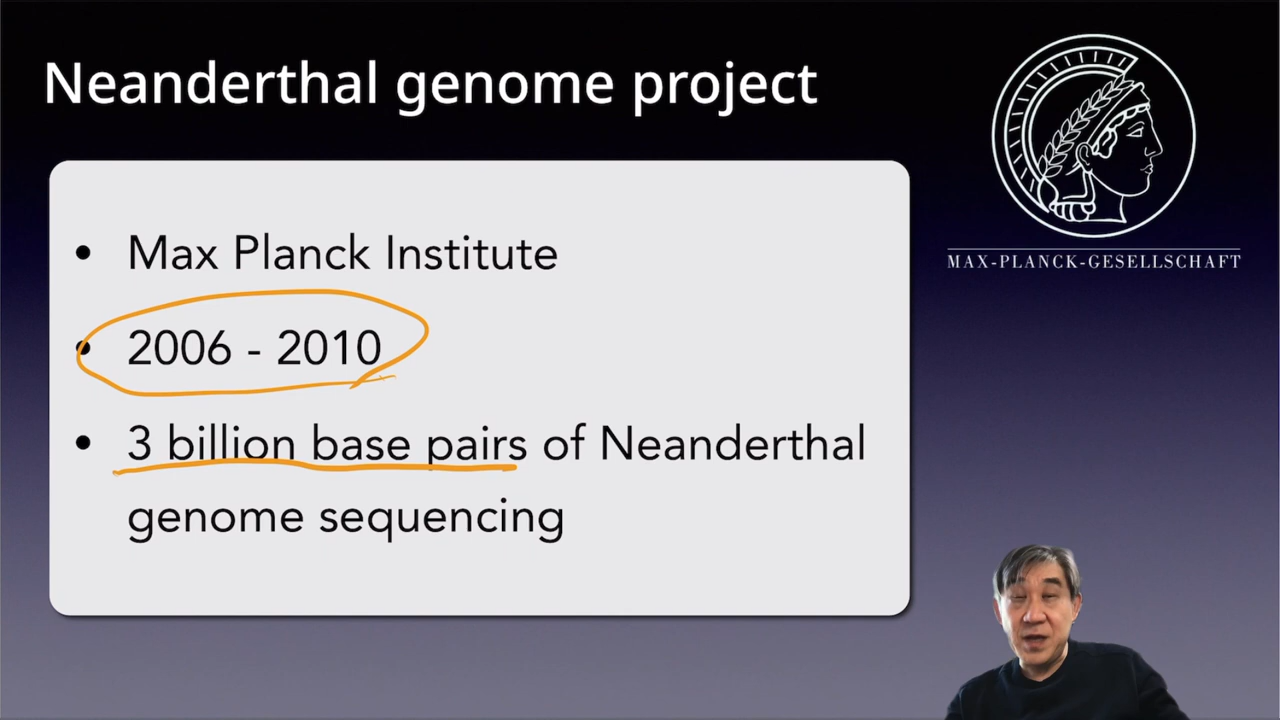 Neanderthal genome project
MAX-PLANCK-GESELLSCHAFT
• Max Planck Institute
• 2006 - 2010
• 3 billion base pairs of Neanderthal
genome sequencing